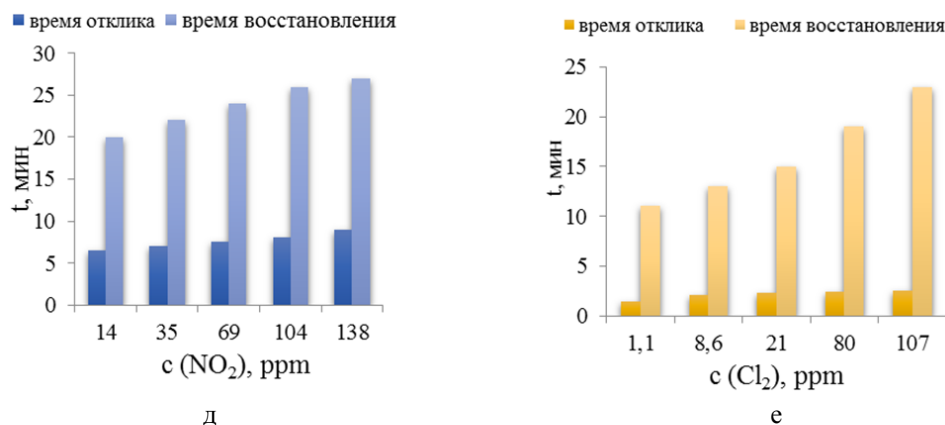 время отклика время восстановления
30
25
20
15
10
5
0
t, мин
14 35 69 104 138
c (NO₂), ppm
д
время отклика время восстановления
25
20
15
10
5
0
t, мин
1,1 8,6 21 80 107
c (Cl₂), ppm
е